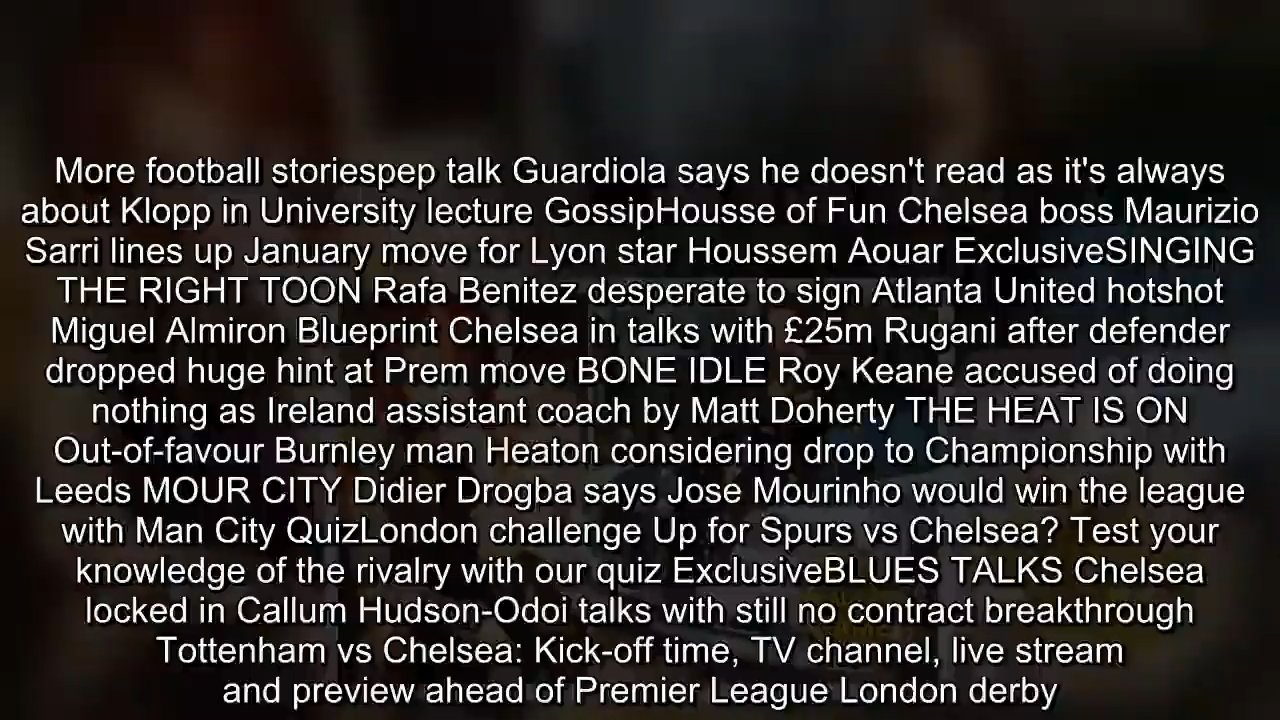 More football storiespep talk Guardiola says he doesn't read as it's always
about Klopp in University lecture GossipHousse of Fun Chelsea boss Maurizio
Sarri lines up January move for Lyon star Houssem Aouar ExclusiveSINGING
THE RIGHT TOON Rafa Benitez desperate to sign Atlanta United hotshot
Miguel Almiron Blueprint Chelsea in talks with £25m Rugani after defender
dropped huge hint at Prem move BONE IDLE Roy Keane accused of doing
nothing as Ireland assistant coach by Matt Doherty THE HEAT IS ON
Out-of-favour Burnley man Heaton considering drop to Championship with
Leeds MOUR CITY Didier Drogba says Jose Mourinho would win the league
with Man City QuizLondon challenge Up for Spurs vs Chelsea? Test your
knowledge of the rivalry with our quiz ExclusiveBLUES TALKS Chelsea
locked in Callum Hudson-Odoi talks with still no contract breakthrough
Tottenham vs Chelsea: Kick-off time, TV channel, live stream
and preview ahead of Premier League London derby